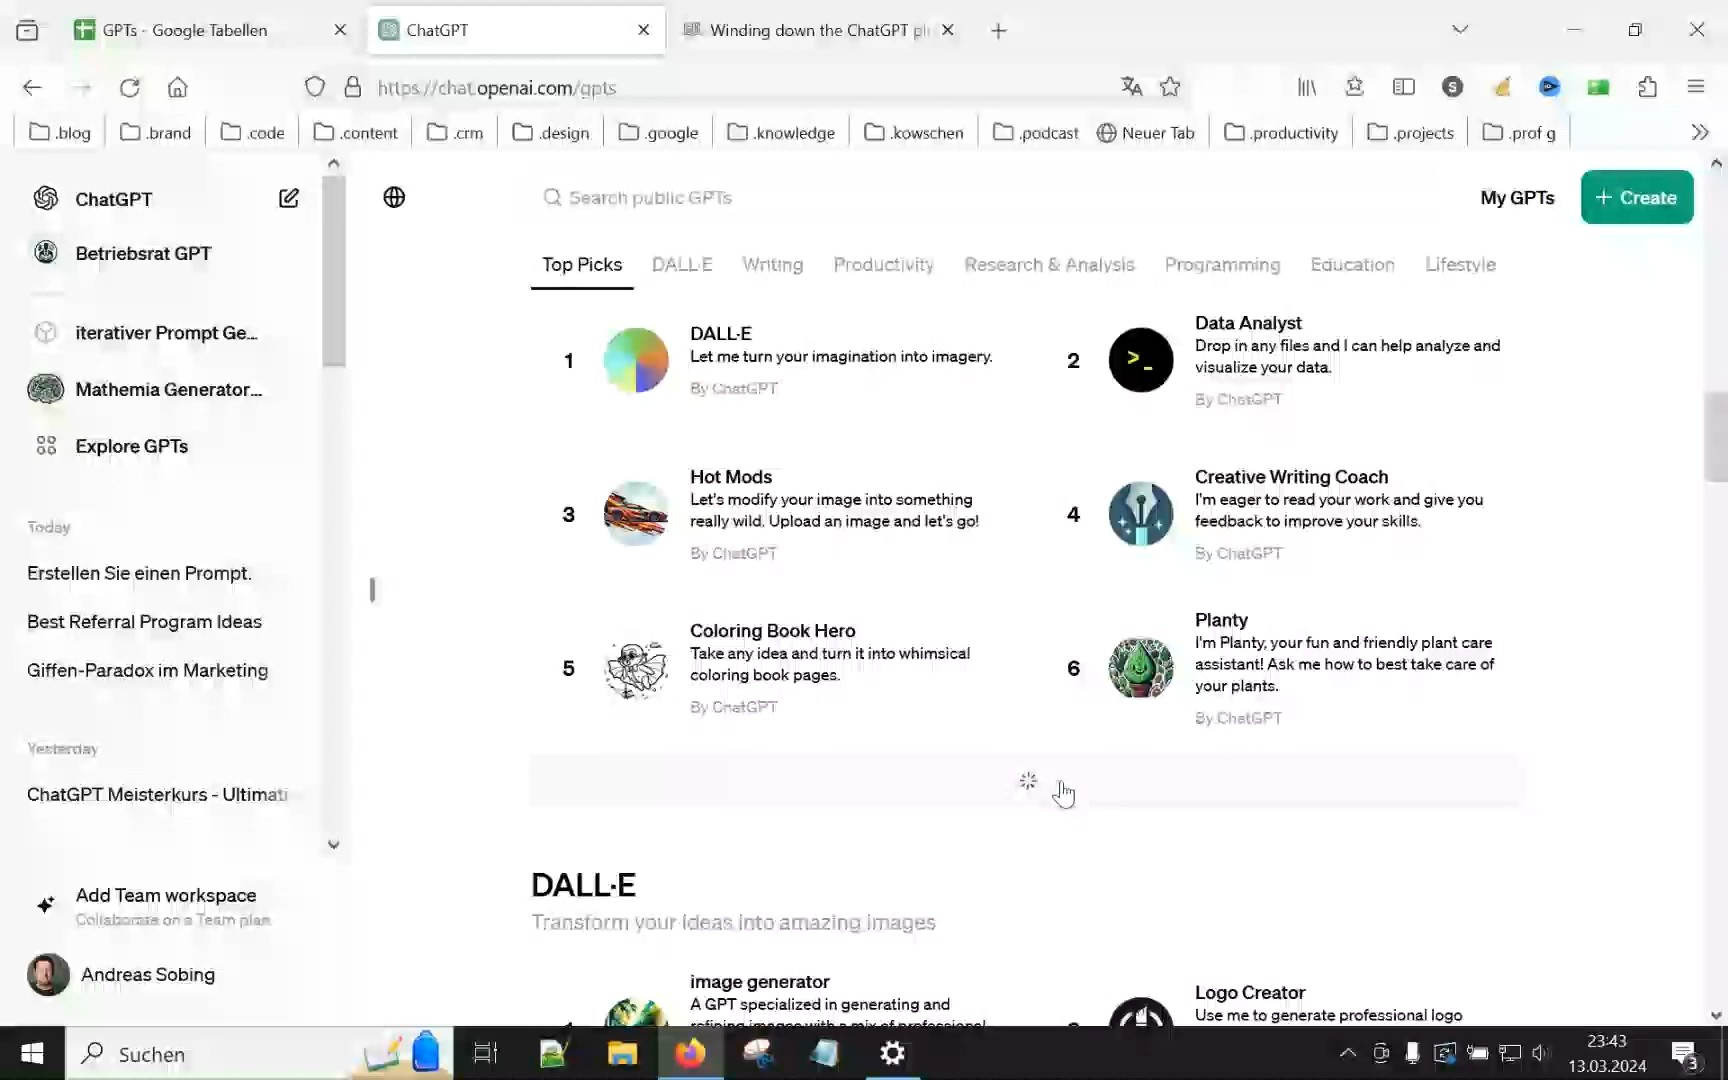 GPTs - Google Tabellen
ChatGPT
Winding down the ChatGPT pl
https://chat.openai.com/gpts
.blog
.brand
.code
.content
.crm
.design
.google
.knowledge
.kowschen
.podcast
Neuer Tab
.productivity
.projects
.prof g
ChatGPT
Betriebsrat GPT
iterativer Prompt Ge...
Mathemia Generator...
Explore GPTs
Today
Erstellen Sie einen Prompt.
Best Referral Program Ideas
Giffen-Paradox im Marketing
Yesterday
ChatGPT Meisterkurs - Ultimati
Add Team workspace
Collaborate on a Team plan
Andreas Sobing
Search public GPTs
My GPTs
+ Create
Top Picks
DALL·E
Writing
Productivity
Research & Analysis
Programming
Education
Lifestyle
1
DALL·E
Let me turn your imagination into imagery.
By ChatGPT
2
Data Analyst
Drop in any files and I can help analyze and
visualize your data.
By ChatGPT
3
Hot Mods
Let's modify your image into something
really wild. Upload an image and let's go!
By ChatGPT
4
Creative Writing Coach
I'm eager to read your work and give you
feedback to improve your skills.
By ChatGPT
5
Coloring Book Hero
Take any idea and turn it into whimsical
coloring book pages.
By ChatGPT
6
Planty
I'm Planty, your fun and friendly plant care
assistant! Ask me how to best take care of
your plants.
By ChatGPT
DALL·E
Transform your ideas into amazing images
image generator
A GPT specialized in generating and
refining images with a mix of professional
Logo Creator
Use me to generate professional logo
Suchen
23:43
13.03.2024
3